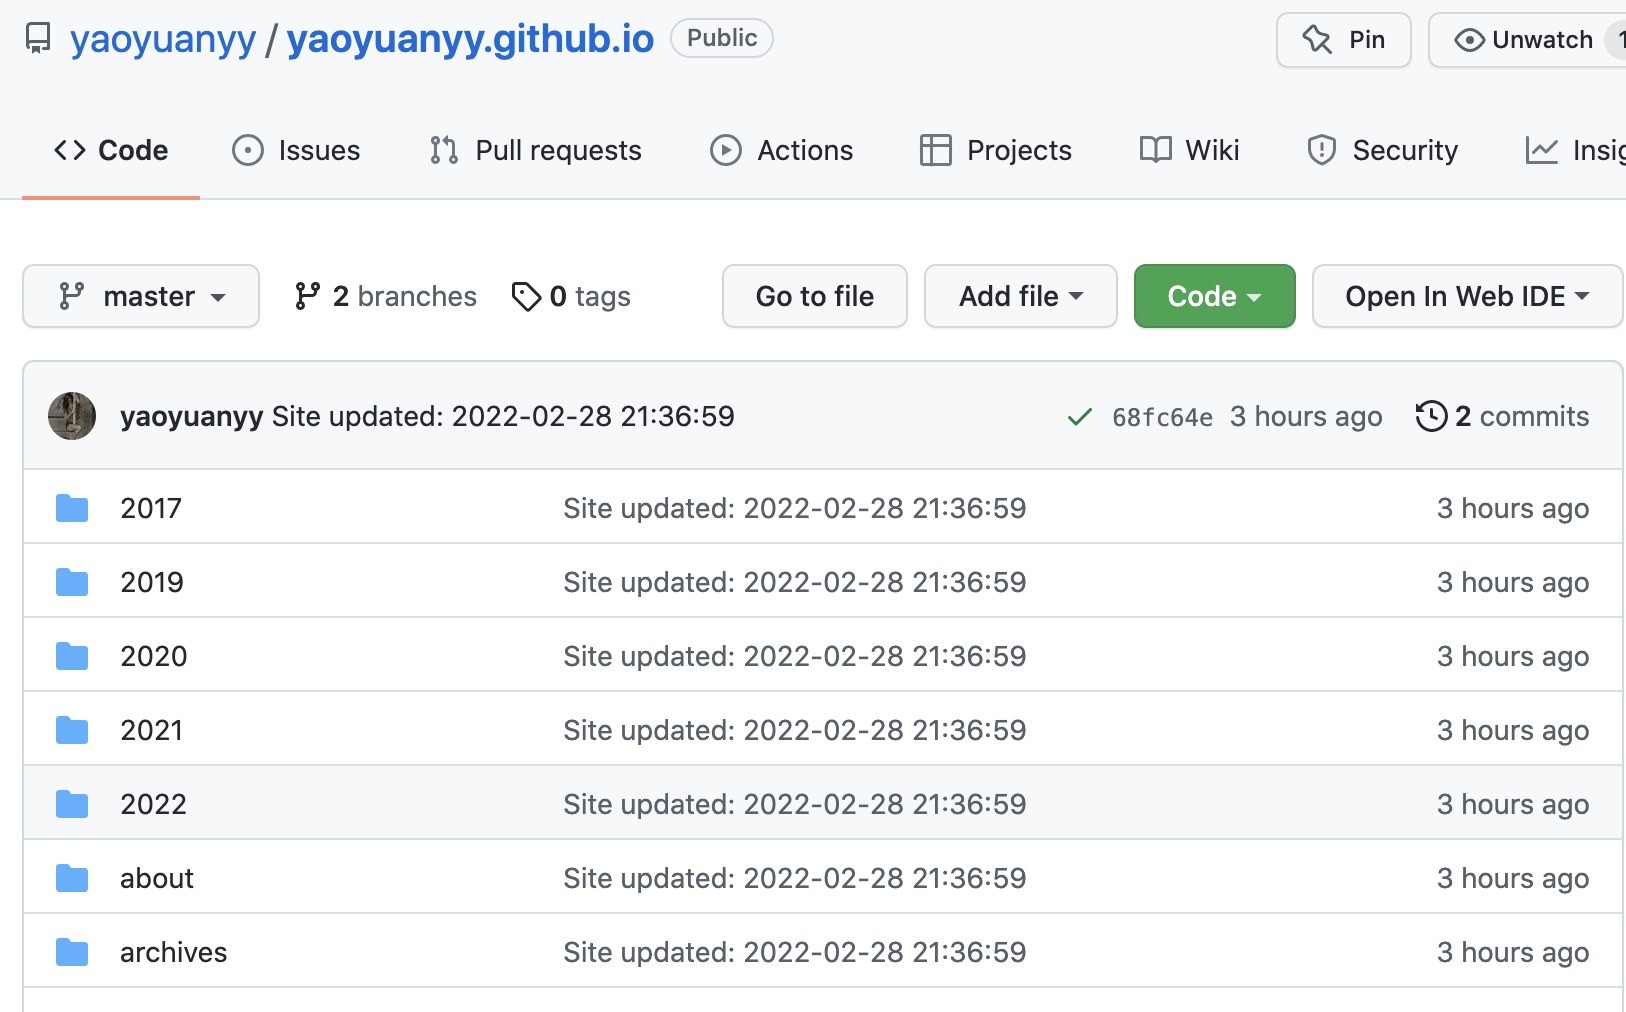 yaoyuanyy / yaoyuanyy.github.io Public Pin Unwatch
Code Issues Pull requests Actions Projects Wiki Security
master 2 branches 0 tags Go to file Add file Code Open In Web IDE
yaoyuanyy Site updated: 2022-02-28 21:36:59 68fc64e 3 hours ago 2 commits
2017 Site updated: 2022-02-28 21:36:59 3 hours ago
2019 Site updated: 2022-02-28 21:36:59 3 hours ago
2020 Site updated: 2022-02-28 21:36:59 3 hours ago
2021 Site updated: 2022-02-28 21:36:59 3 hours ago
2022 Site updated: 2022-02-28 21:36:59 3 hours ago
about Site updated: 2022-02-28 21:36:59 3 hours ago
archives Site updated: 2022-02-28 21:36:59 3 hours ago